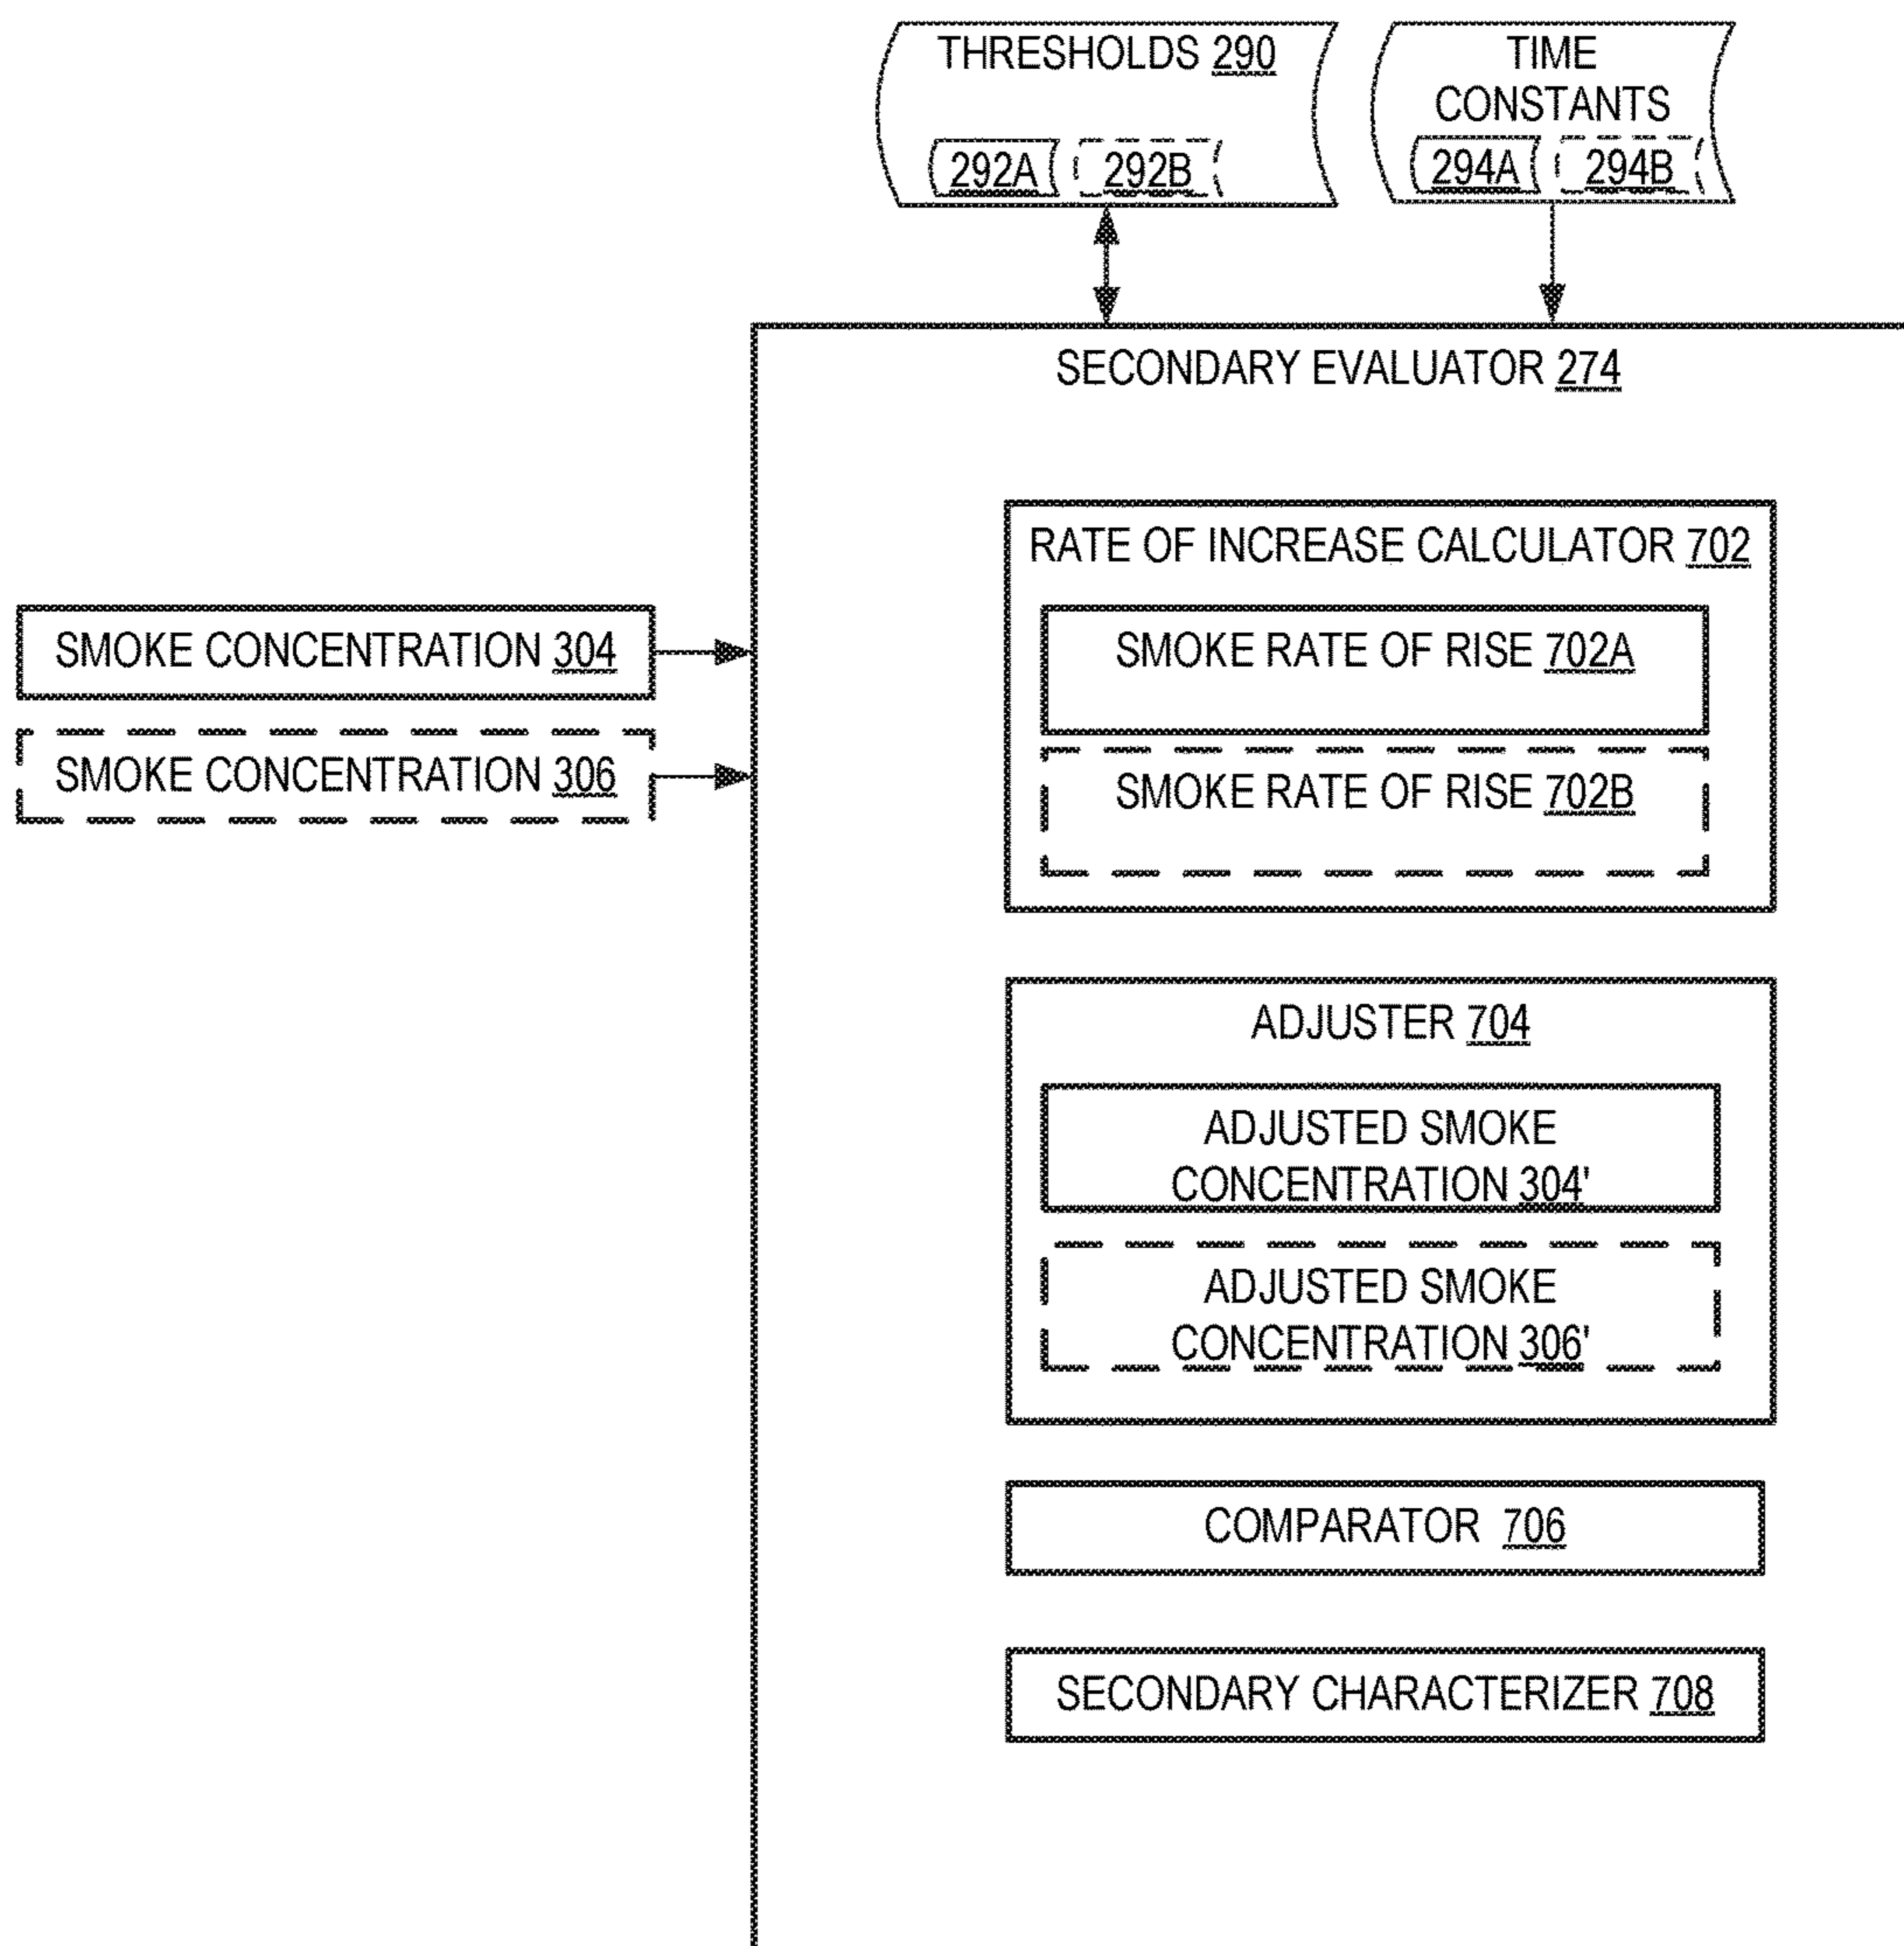 THRESHOLDS 290
292A 292B
TIME
CONSTANTS
294A 294B
SECONDARY EVALUATOR 274
RATE OF INCREASE CALCULATOR 702
SMOKE RATE OF RISE 702A
SMOKE RATE OF RISE 702B
SMOKE CONCENTRATION 304
SMOKE CONCENTRATION 306
ADJUSTER 704
ADJUSTED SMOKE
CONCENTRATION 304'
ADJUSTED SMOKE
CONCENTRATION 306'
COMPARATOR 706
SECONDARY CHARACTERIZER 708